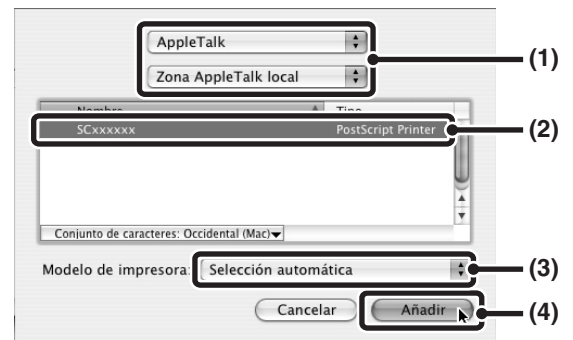 AppleTalk
(1)
Zona AppleTalk local
Nombre Tipo
SCxxxxxx PostScript Printer (2)
Conjunto de caracteres: Occidental (Mac)
Modelo de impresora: Selección automática (3)
Cancelar Añadir (4)